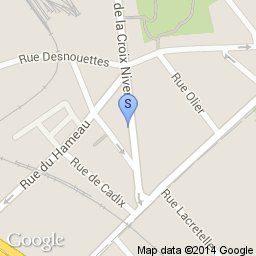 de la Croix Nive
Rue Desnouettes
Rue Olier
S
Rue du Hameau
Rue de Cadix
Rue Lacretelle
Google
Map data ©2014 Google